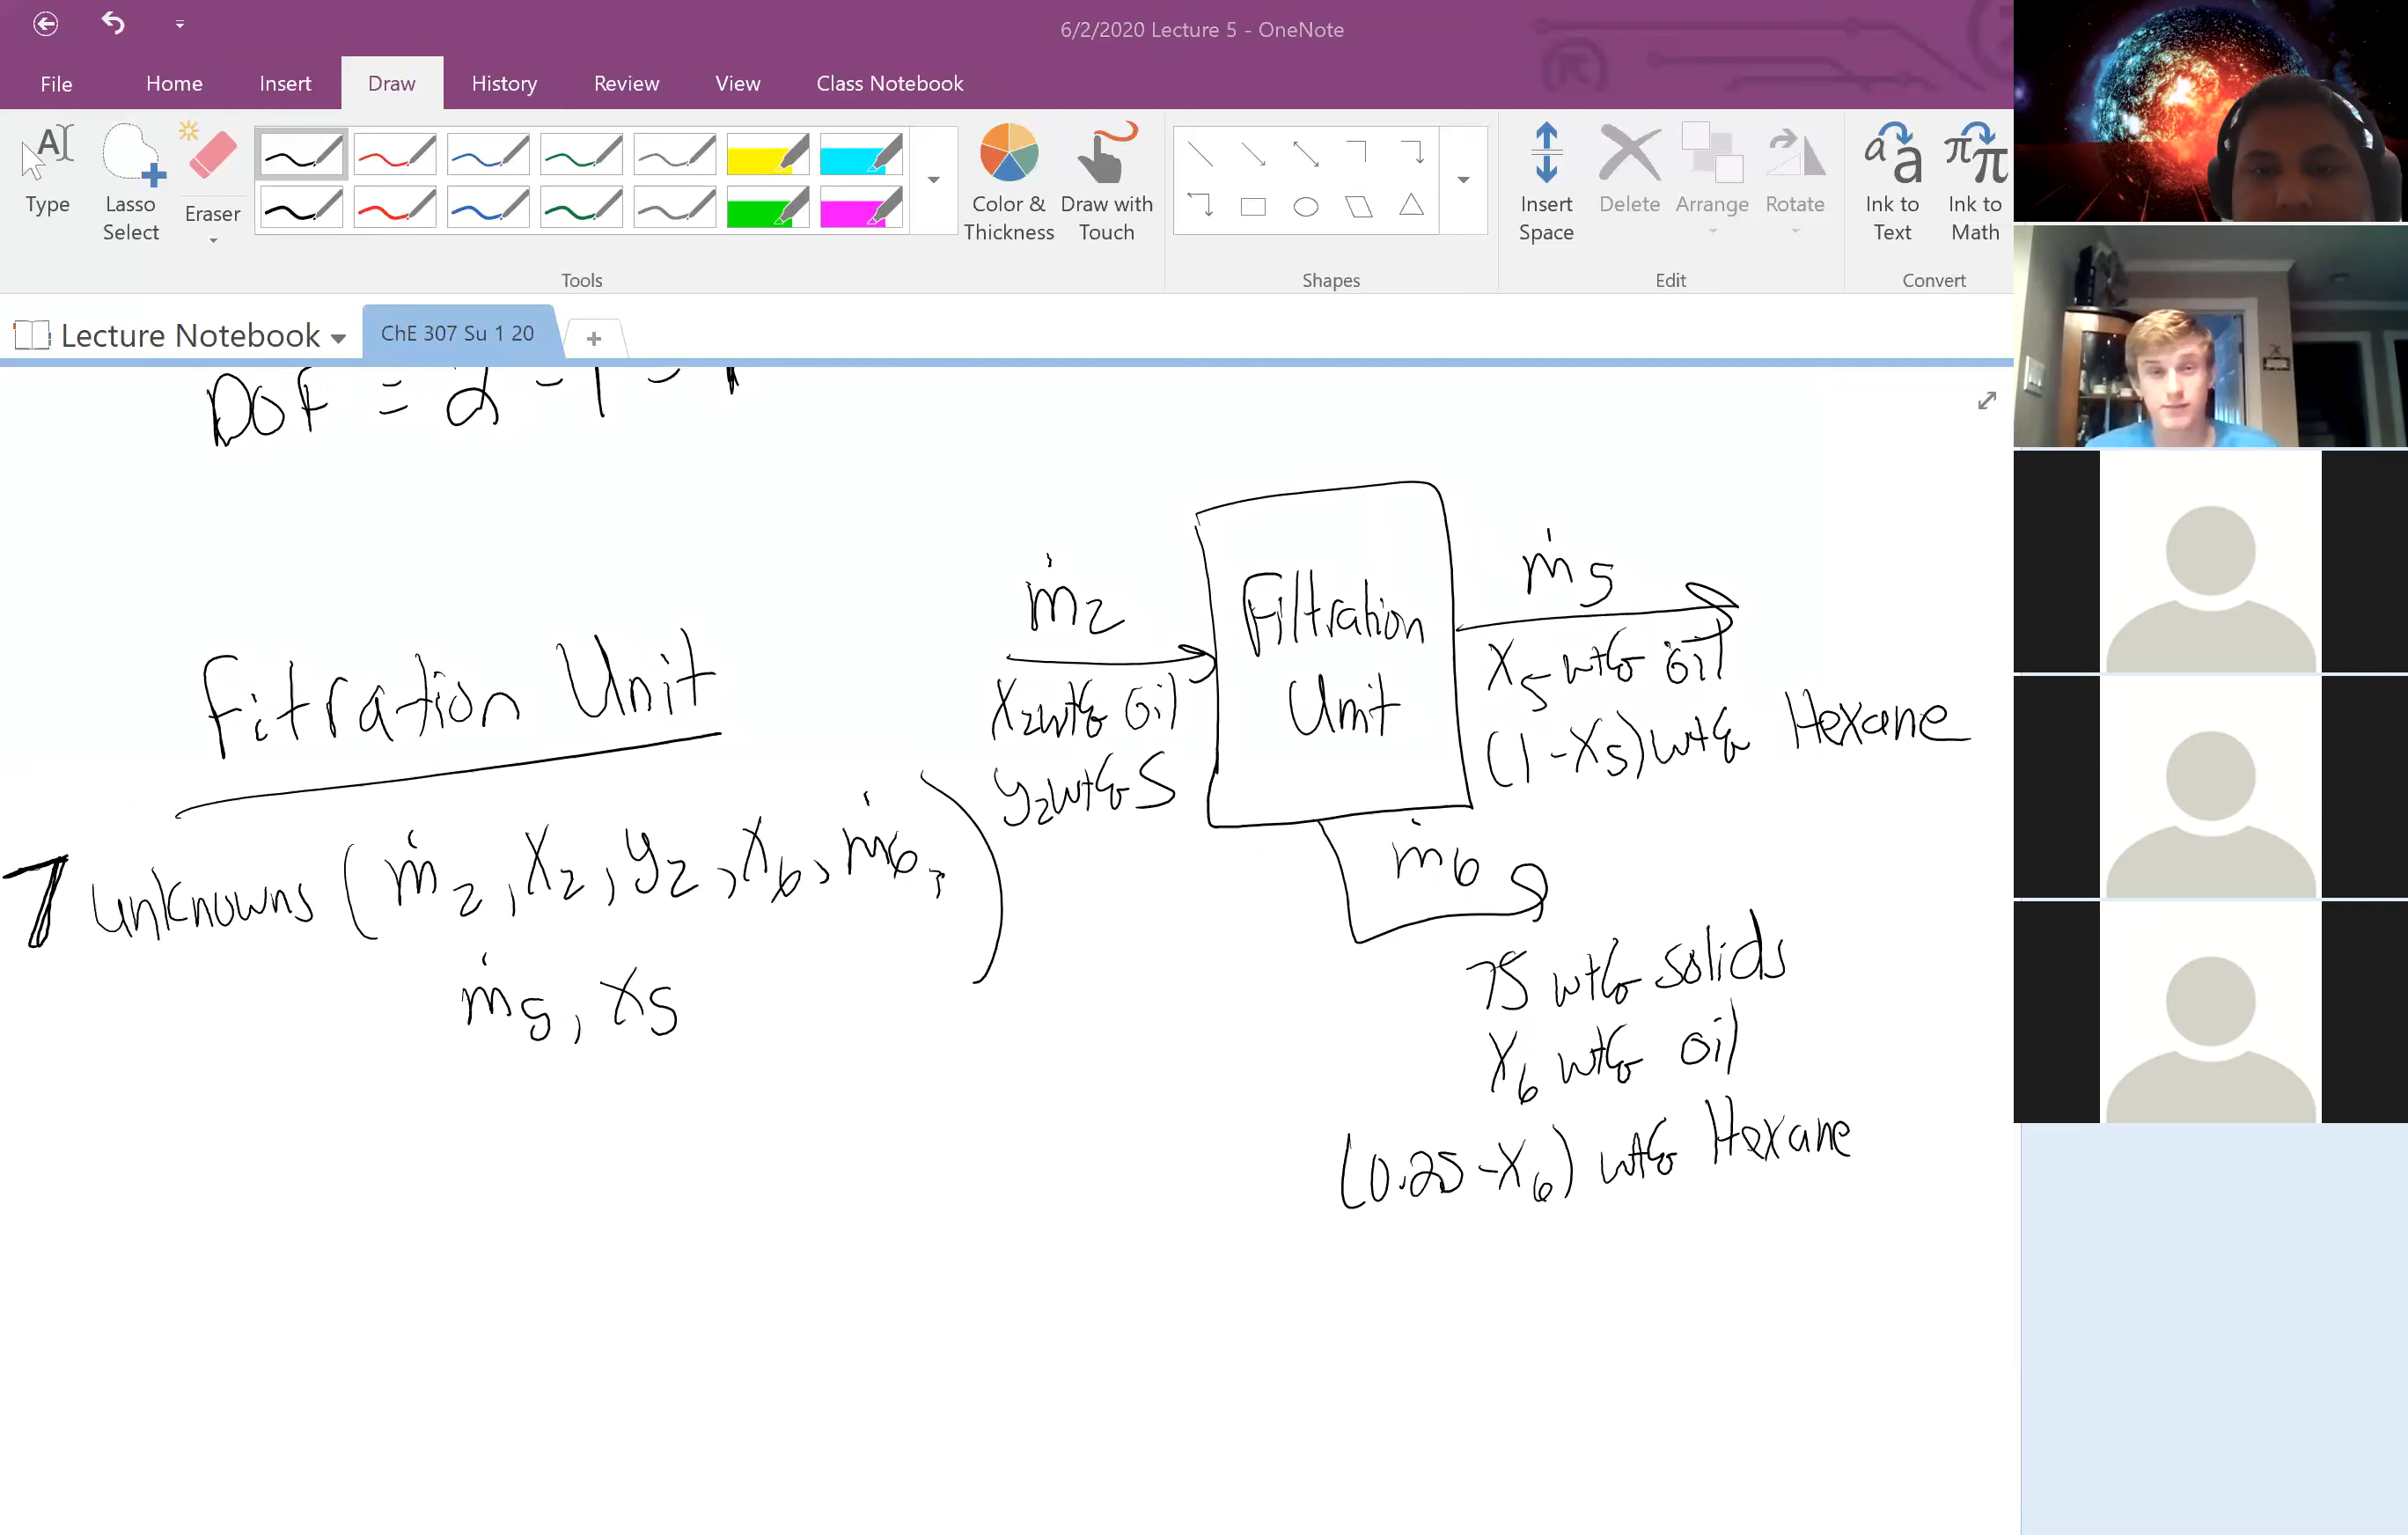 6/2/2020 Lecture 5 - OneNote
File Home Insert Draw History Review View Class Notebook
Type
Lasso
Select
Eraser
Color &
Thickness
Draw with
Touch
Insert
Space
Delete
Arrange
Rotate
Ink to
Text
Ink to
Math
Tools
Shapes
Edit
Convert
Lecture Notebook
ChE 307 Su 1 20
+
DOF = 2 - 1 = 1
Fitration Unit
7 unknowns (ṁ2, X2, y2, X6, ṁ6,
ṁ5, X5)
ṁ2
X2 wt% oil
y2 wt% S
Filtration
Unit
ṁ5
X5 wt% oil
(1-X5) wt% Hexane
ṁ6
75 wt% solids
X6 wt% oil
(0.25-X6) wt% Hexane